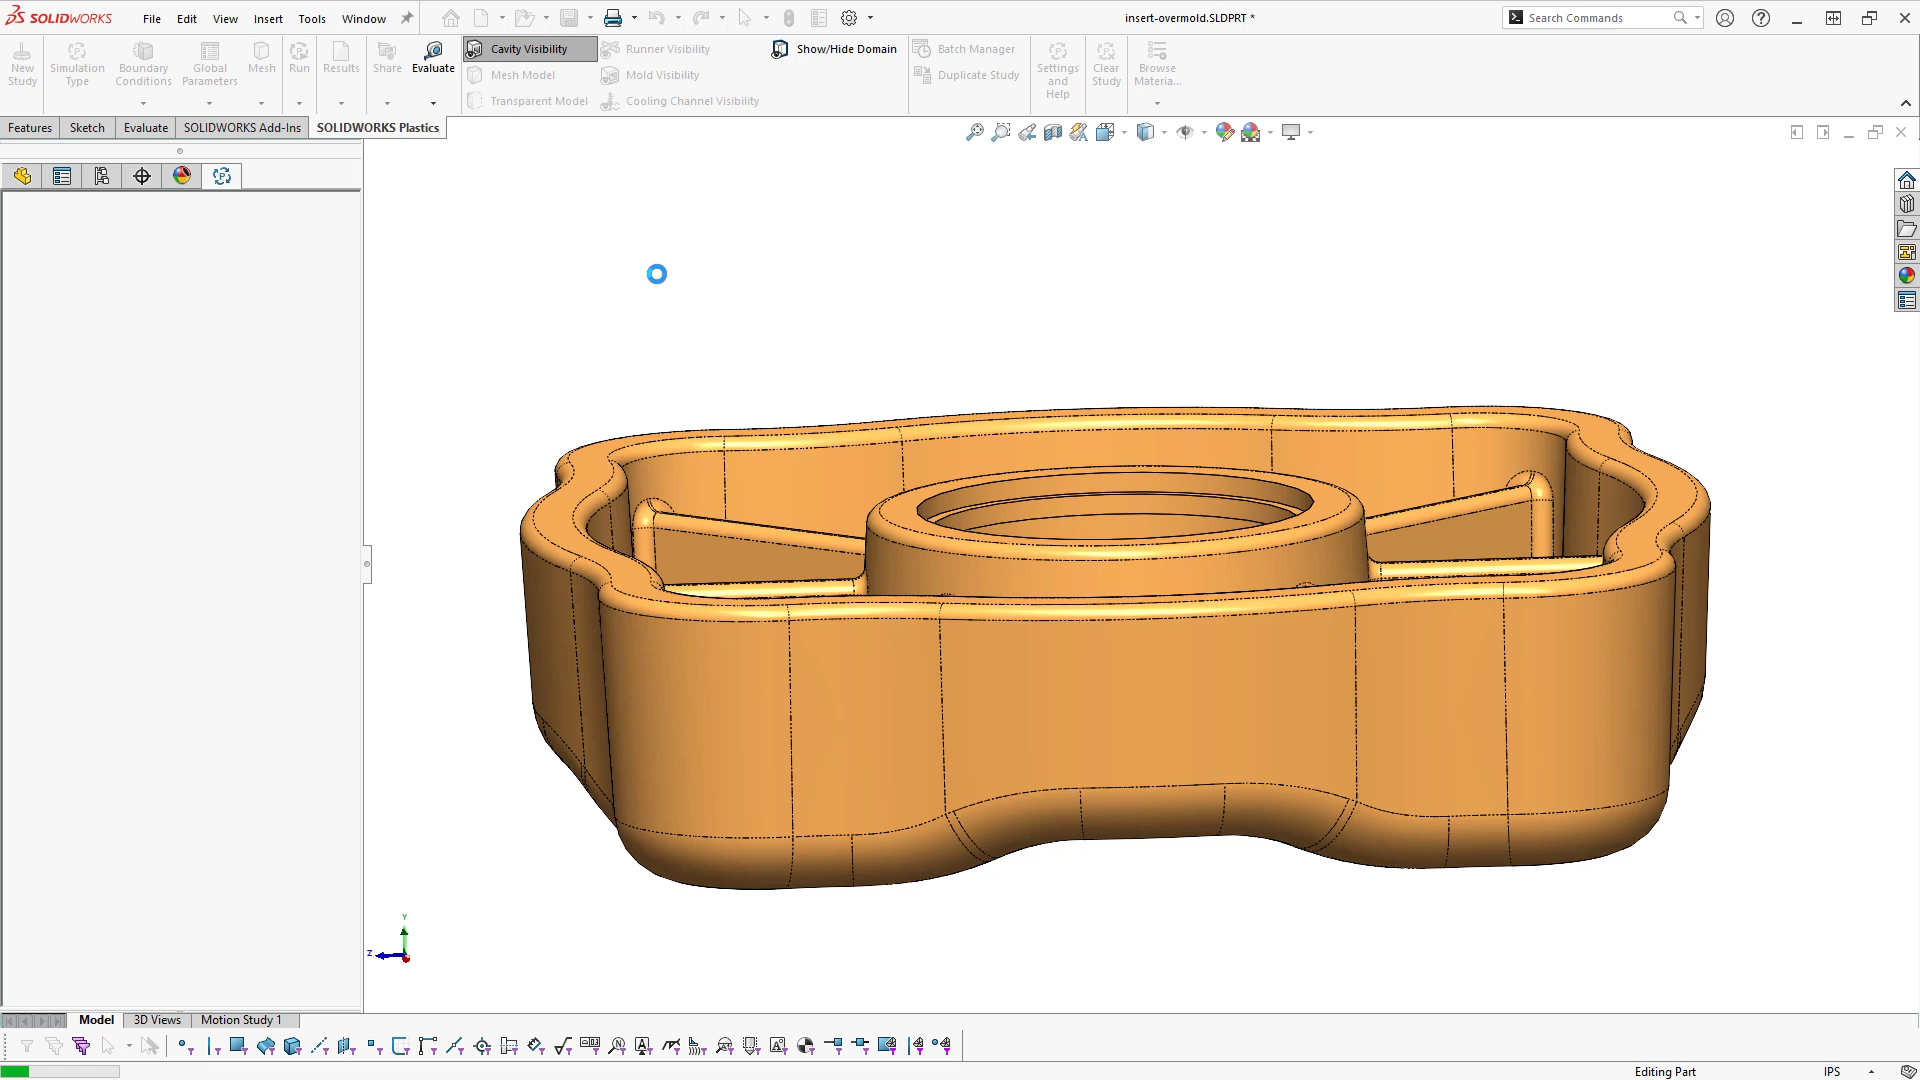 SOLIDWORKS
File Edit View Insert Tools Window
insert-overmold.SLDPRT *
Search Commands
New Study
Simulation Type
Boundary Conditions
Global Parameters
Mesh
Run
Results
Share
Evaluate
Cavity Visibility
Mesh Model
Transparent Model
Runner Visibility
Mold Visibility
Cooling Channel Visibility
Show/Hide Domain
Batch Manager
Duplicate Study
Settings and Help
Clear Study
Browse Materia...
Features Sketch Evaluate SOLIDWORKS Add-Ins SOLIDWORKS Plastics
Y
Z
Model 3D Views Motion Study 1
Editing Part IPS